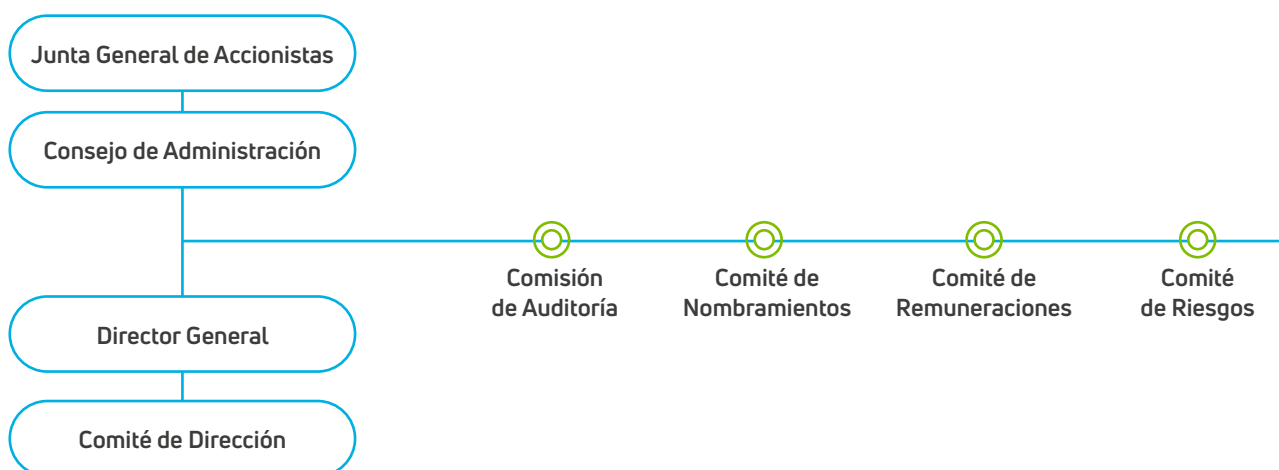 Junta General de Accionistas
Consejo de Administración
Comisión
de Auditoría
Comité de
Nombramientos
Comité de
Remuneraciones
Comité
de Riesgos
Director General
Comité de Dirección